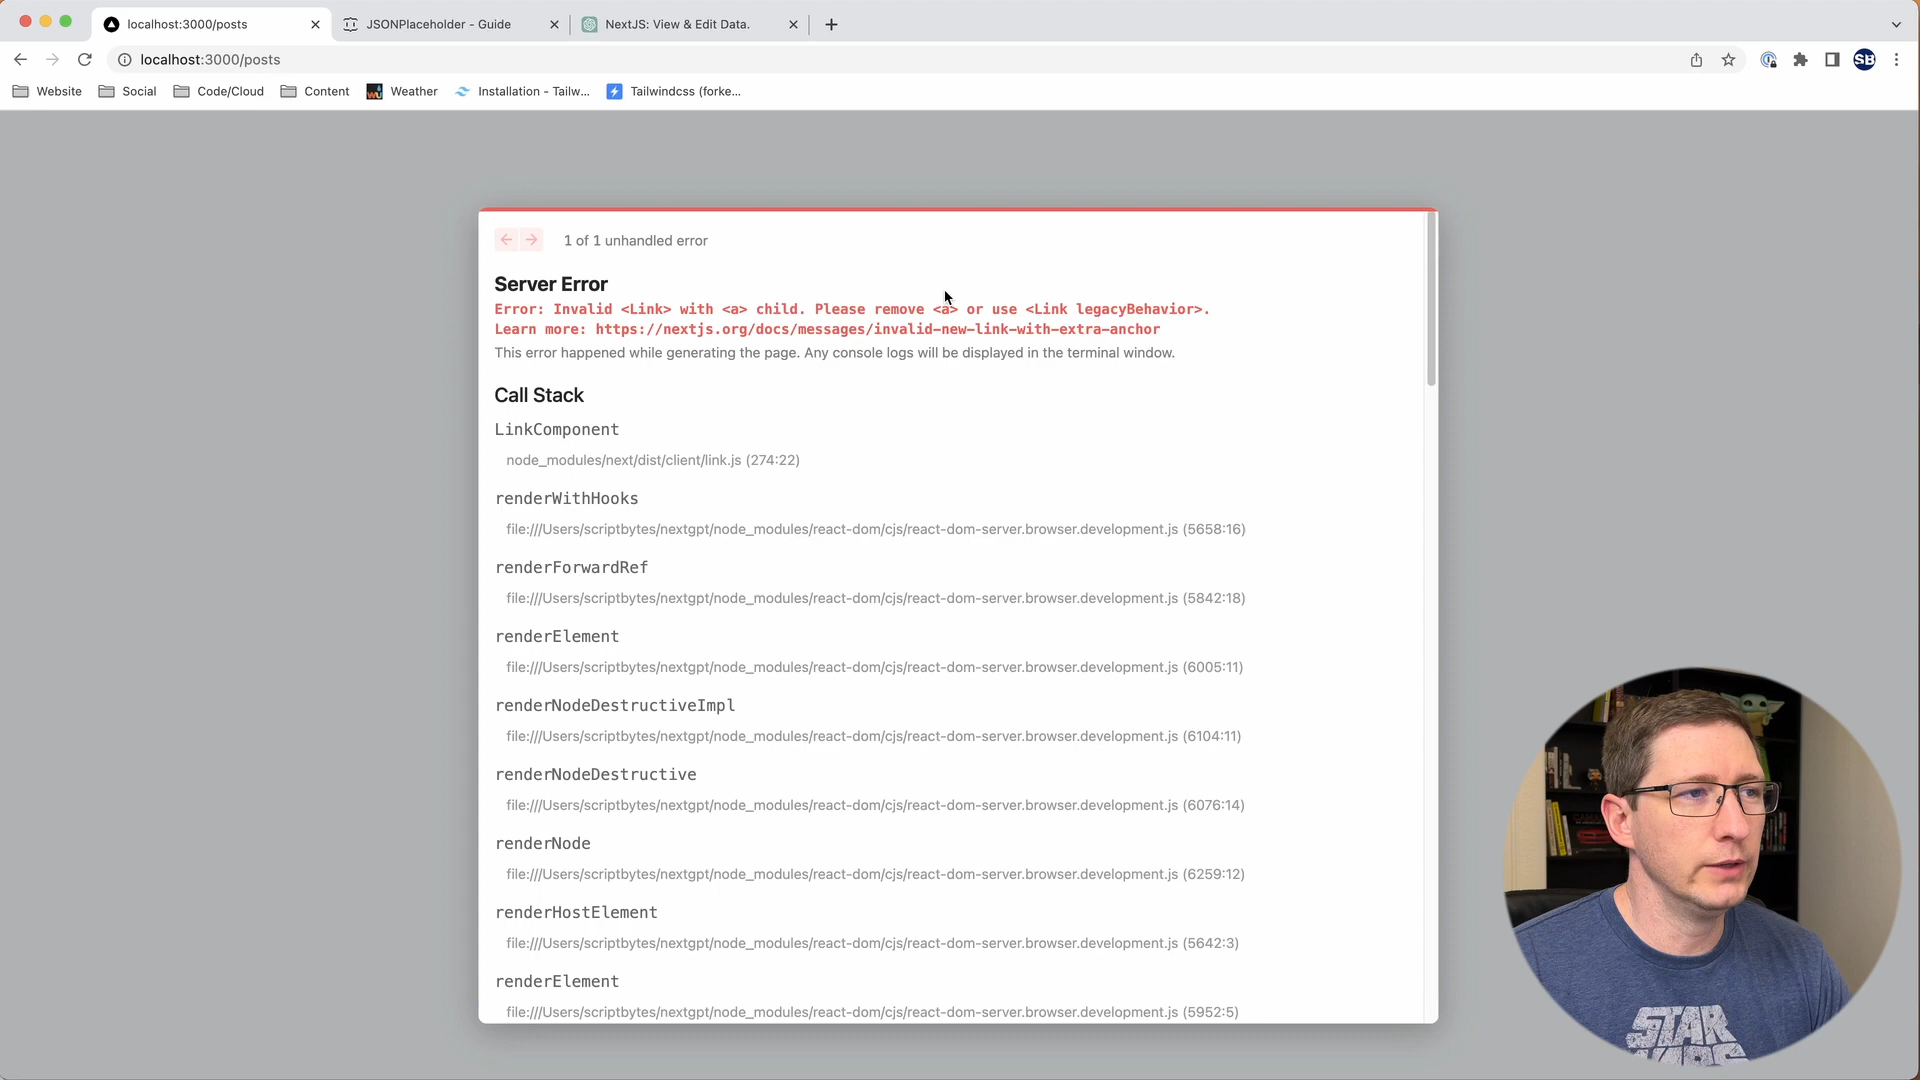 localhost:3000/posts
JSONPlaceholder - Guide
NextJS: View & Edit Data.
localhost:3000/posts
SB
Website
Social
Code/Cloud
Content
Weather
Installation - Tailw...
Tailwindcss (forke...
1 of 1 unhandled error
Server Error
Error: Invalid <Link> with <a> child. Please remove <a> or use <Link legacyBehavior>.
Learn more: https://nextjs.org/docs/messages/invalid-new-link-with-extra-anchor
This error happened while generating the page. Any console logs will be displayed in the terminal window.
Call Stack
LinkComponent
node_modules/next/dist/client/link.js (274:22)
renderWithHooks
file:///Users/scriptbytes/nextgpt/node_modules/react-dom/cjs/react-dom-server.browser.development.js (5658:16)
renderForwardRef
file:///Users/scriptbytes/nextgpt/node_modules/react-dom/cjs/react-dom-server.browser.development.js (5842:18)
renderElement
file:///Users/scriptbytes/nextgpt/node_modules/react-dom/cjs/react-dom-server.browser.development.js (6005:11)
renderNodeDestructiveImpl
file:///Users/scriptbytes/nextgpt/node_modules/react-dom/cjs/react-dom-server.browser.development.js (6104:11)
renderNodeDestructive
file:///Users/scriptbytes/nextgpt/node_modules/react-dom/cjs/react-dom-server.browser.development.js (6076:14)
renderNode
file:///Users/scriptbytes/nextgpt/node_modules/react-dom/cjs/react-dom-server.browser.development.js (6259:12)
renderHostElement
file:///Users/scriptbytes/nextgpt/node_modules/react-dom/cjs/react-dom-server.browser.development.js (5642:3)
renderElement
file:///Users/scriptbytes/nextgpt/node_modules/react-dom/cjs/react-dom-server.browser.development.js (5952:5)
STAR
WARS